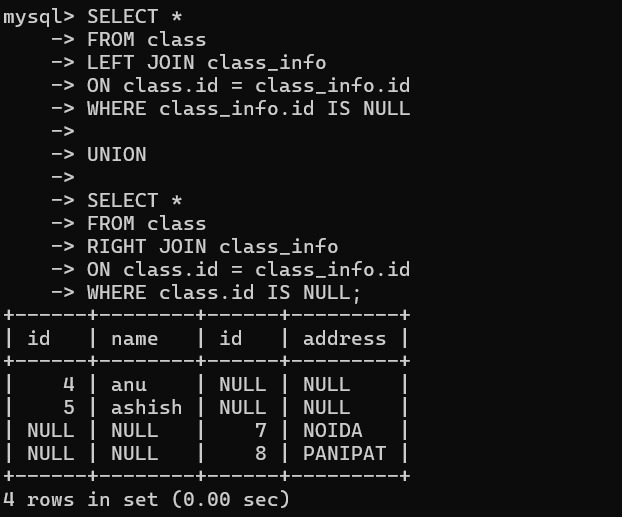 mysql> SELECT *
    -> FROM class
    -> LEFT JOIN class_info
    -> ON class.id = class_info.id
    -> WHERE class_info.id IS NULL
    ->
    -> UNION
    ->
    -> SELECT *
    -> FROM class
    -> RIGHT JOIN class_info
    -> ON class.id = class_info.id
    -> WHERE class.id IS NULL;
+------+--------+------+---------+
| id   | name   | id   | address |
+------+--------+------+---------+
|    4 | anu    | NULL | NULL    |
|    5 | ashish | NULL | NULL    |
| NULL | NULL   |    7 | NOIDA   |
| NULL | NULL   |    8 | PANIPAT |
+------+--------+------+---------+
4 rows in set (0.00 sec)